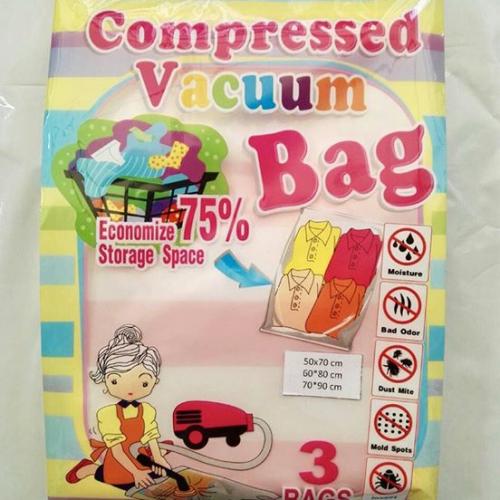 Compressed
Vacuum
Bag
Economize 75%
Storage Space
Moisture
Bad Odor
Dust Mite
Mold Spots
50x70 cm
60*80 cm
70*90 cm
3
BAGS